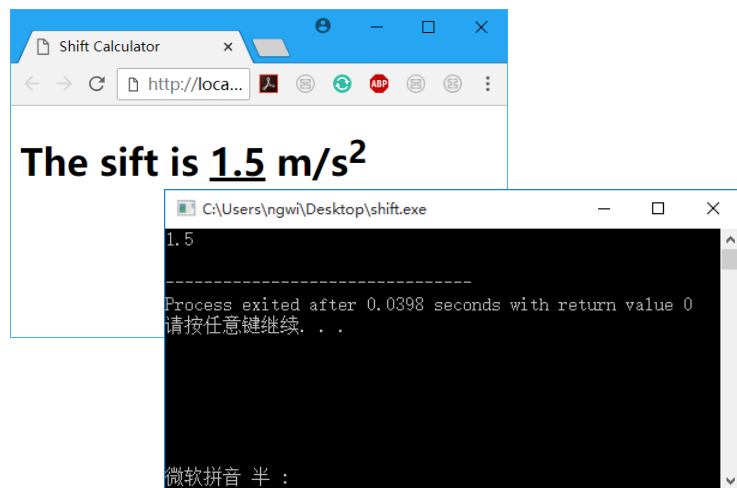 Shift Calculator
http://loca...
ABP
The sift is 1.5 m/s²
C:\Users\ngwi\Desktop\shift.exe
1.5
--------------------------------
Process exited after 0.0398 seconds with return value 0
请按任意键继续. . .
微软拼音 半 :